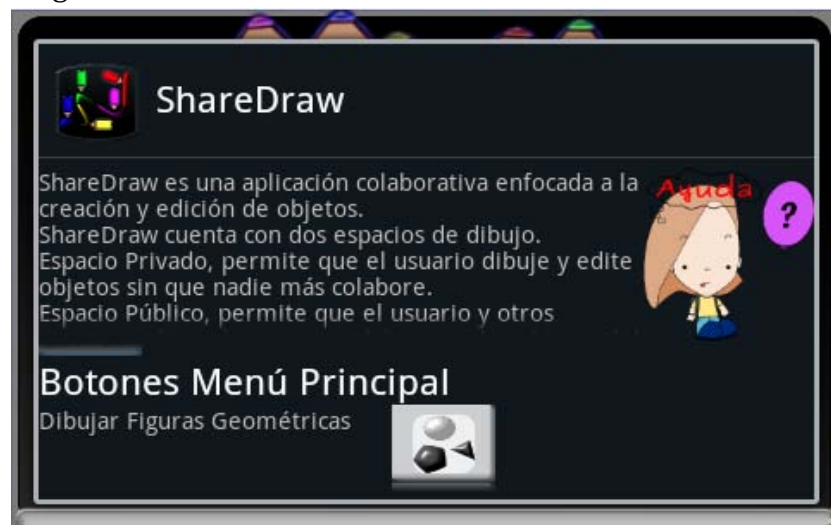 ShareDraw
ShareDraw es una aplicación colaborativa enfocada a la
creación y edición de objetos.
ShareDraw cuenta con dos espacios de dibujo.
Espacio Privado, permite que el usuario dibuje y edite
objetos sin que nadie más colabore.
Espacio Público, permite que el usuario y otros
Ayuda
?
Botones Menú Principal
Dibujar Figuras Geométricas